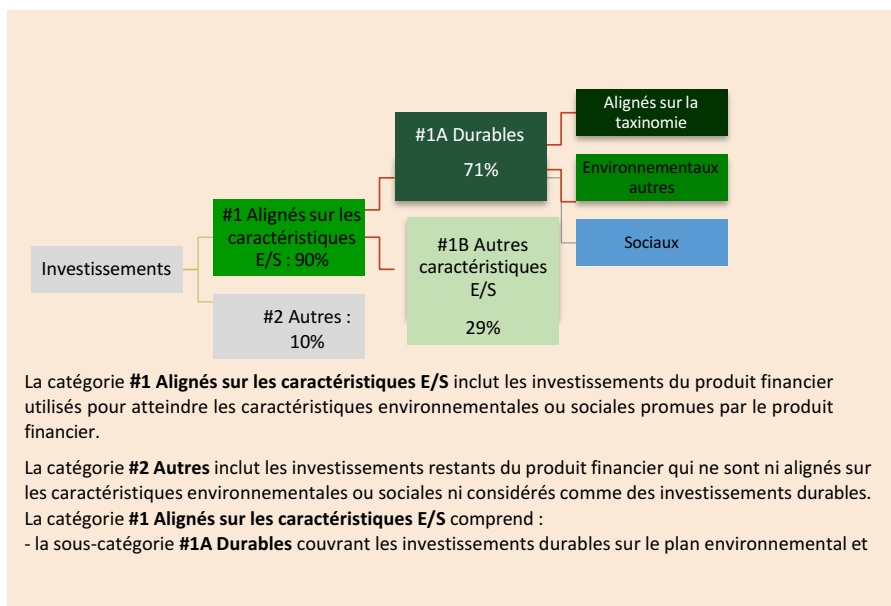 Alignés sur la
taxinomie
#1A Durables
71%
Environnementaux
autres
#1 Alignés sur les
caractéristiques
E/S : 90%
Sociaux
#1B Autres
caractéristiques
E/S
29%
Investissements
#2 Autres :
10%
La catégorie #1 Alignés sur les caractéristiques E/S inclut les investissements du produit financier
utilisés pour atteindre les caractéristiques environnementales ou sociales promues par le produit
financier.
La catégorie #2 Autres inclut les investissements restants du produit financier qui ne sont ni alignés sur
les caractéristiques environnementales ou sociales ni considérés comme des investissements durables.
La catégorie #1 Alignés sur les caractéristiques E/S comprend :
- la sous-catégorie #1A Durables couvrant les investissements durables sur le plan environnemental et